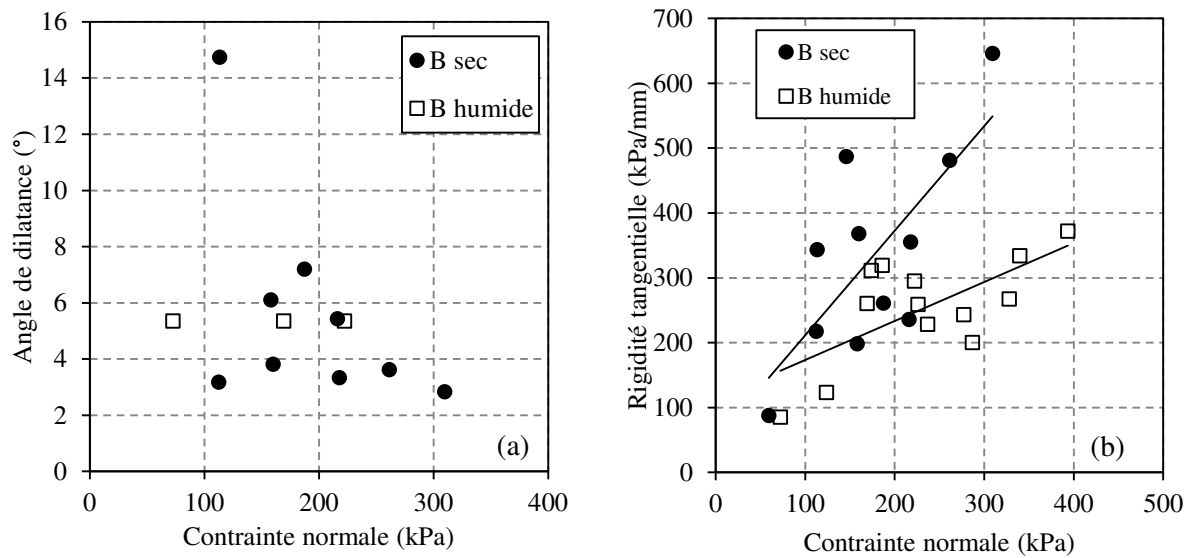 16
14
12
10
8
6
4
2
0
Angle de dilatance (°)
B sec
B humide
(a)
0 100 200 300 400
Contrainte normale (kPa)
700
600
500
400
300
200
100
0
Rigidité tangentielle (kPa/mm)
B sec
B humide
(b)
0 100 200 300 400 500
Contrainte normale (kPa)